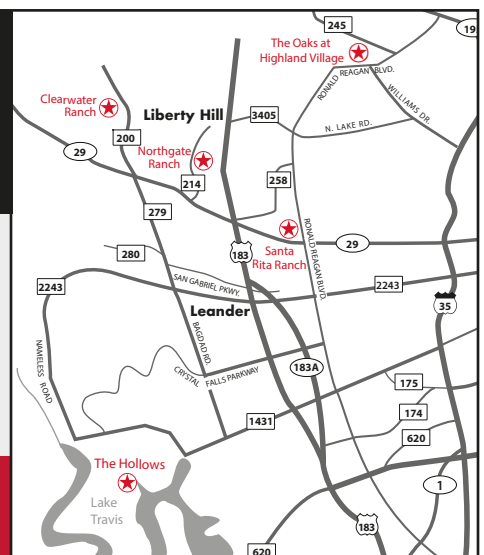 245
19
The Oaks at
Highland Village
RONALD REAGAN BLVD.
WILLIAMS DR.
Clearwater
Ranch
Liberty Hill
3405
N. LAKE RD.
200
29
Northgate
Ranch
214
258
279
RONALD REAGAN BLVD.
280
183
Santa
Rita Ranch
29
2243
SAN GABRIEL PKWY.
2243
Leander
35
BAGDAD RD.
NAMELESS ROAD
CRYSTAL FALLS PARKWAY
183A
175
174
1431
620
The Hollows
1
Lake
Travis
183
620